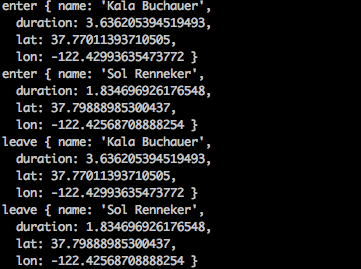 enter { name: 'Kala Buchauer',
  duration: 3.636205394519493,
  lat: 37.77011393710505,
  lon: -122.42993635473772 }
enter { name: 'Sol Renneker',
  duration: 1.834696926176548,
  lat: 37.79888985300437,
  lon: -122.42568708888254 }
leave { name: 'Kala Buchauer',
  duration: 3.636205394519493,
  lat: 37.77011393710505,
  lon: -122.42993635473772 }
leave { name: 'Sol Renneker',
  duration: 1.834696926176548,
  lat: 37.79888985300437,
  lon: -122.42568708888254 }